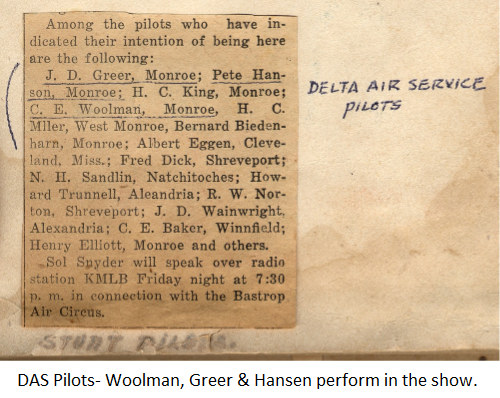 Among the pilots who have in-
dicated their intention of being here
are the following:
J. D. Greer, Monroe; Pete Han-
son, Monroe; H. C. King, Monroe;
C. E. Woolman, Monroe, H. C.
Mller, West Monroe, Bernard Bieden-
harn, Monroe; Albert Eggen, Cleve-
land, Miss.; Fred Dick, Shreveport;
N. H. Sandlin, Natchitoches; How-
ard Trunnell, Aleandria; R. W. Nor-
ton, Shreveport; J. D. Wainwright,
Alexandria; C. E. Baker, Winnfield;
Henry Elliott, Monroe and others.
Sol Snyder will speak over radio
station KMLB Friday night at 7:30
p. m. in connection with the Bastrop
Air Circus.
DELTA AIR SERVICE
PILOTS
STUNT PILOTS.
DAS Pilots- Woolman, Greer & Hansen perform in the show.